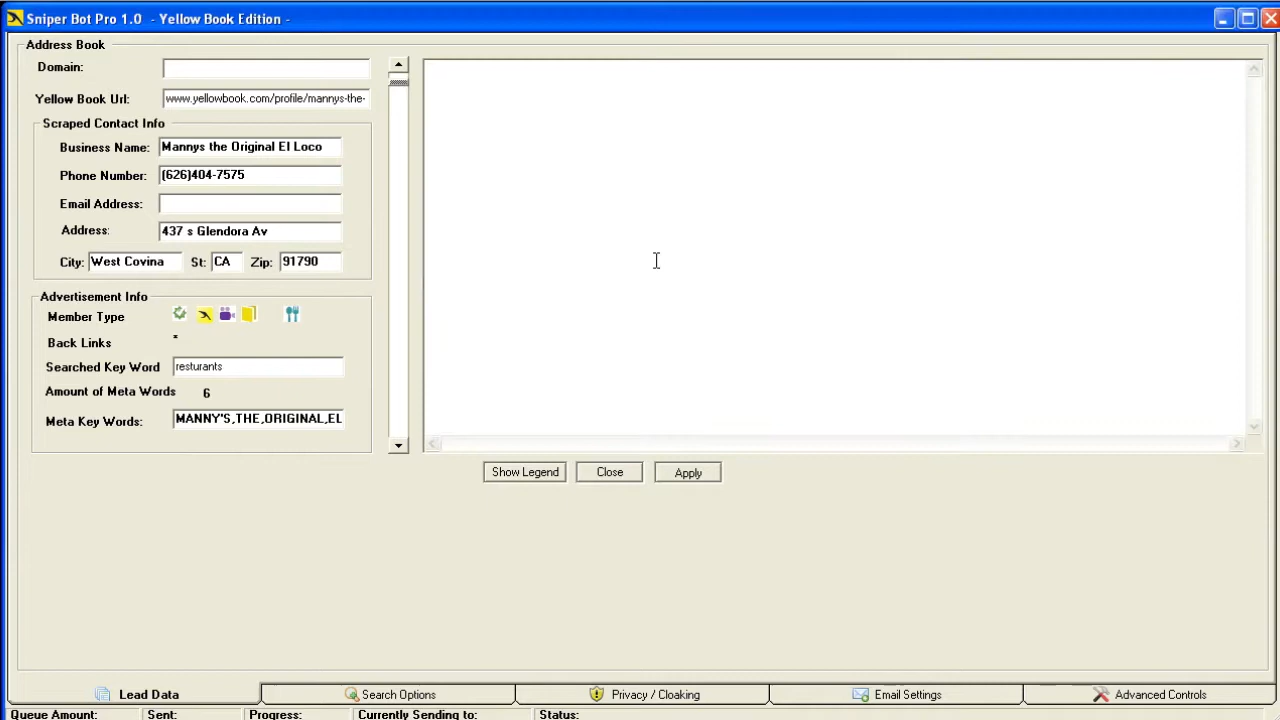 Sniper Bot Pro 1.0 - Yellow Book Edition -
Address Book
Domain:
Yellow Book Url: www.yellowbook.com/profile/mannys-the-
Scraped Contact Info
Business Name: Mannys the Original El Loco
Phone Number: (626)404-7575
Email Address:
Address: 437 s Glendora Av
City: West Covina St: CA Zip: 91790
Advertisement Info
Member Type
Back Links *
Searched Key Word resturants
Amount of Meta Words 6
Meta Key Words: MANNY'S,THE,ORIGINAL,EL
Show Legend Close Apply
Lead Data Search Options Privacy / Cloaking Email Settings Advanced Controls
Queue Amount: Sent: Progress: Currently Sending to: Status: